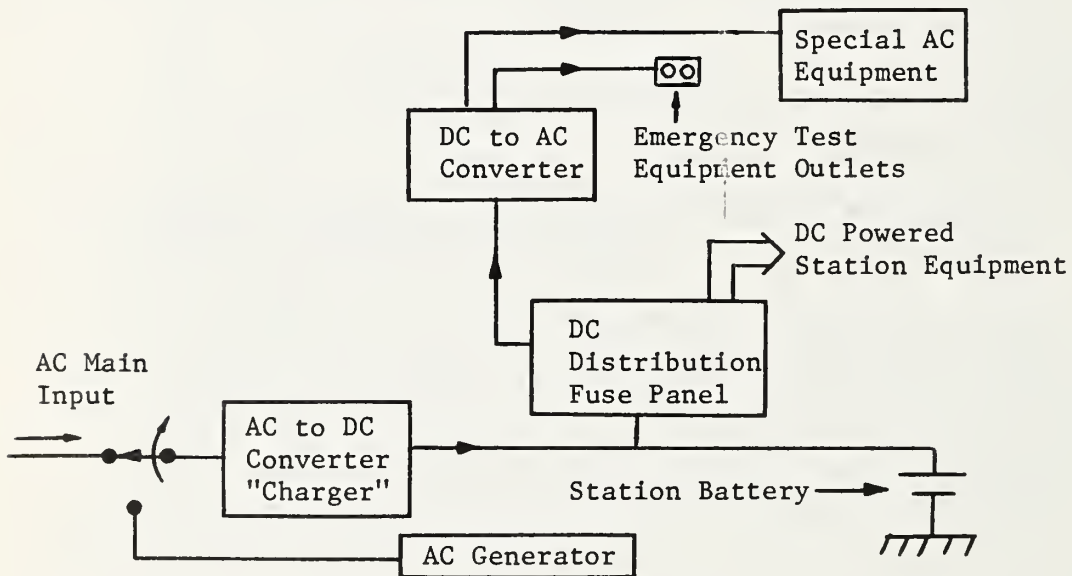 Special AC
Equipment
DC to AC
Converter
Emergency Test
Equipment Outlets
DC Powered
Station Equipment
DC
Distribution
Fuse Panel
AC Main
Input
AC to DC
Converter
"Charger"
Station Battery
AC Generator